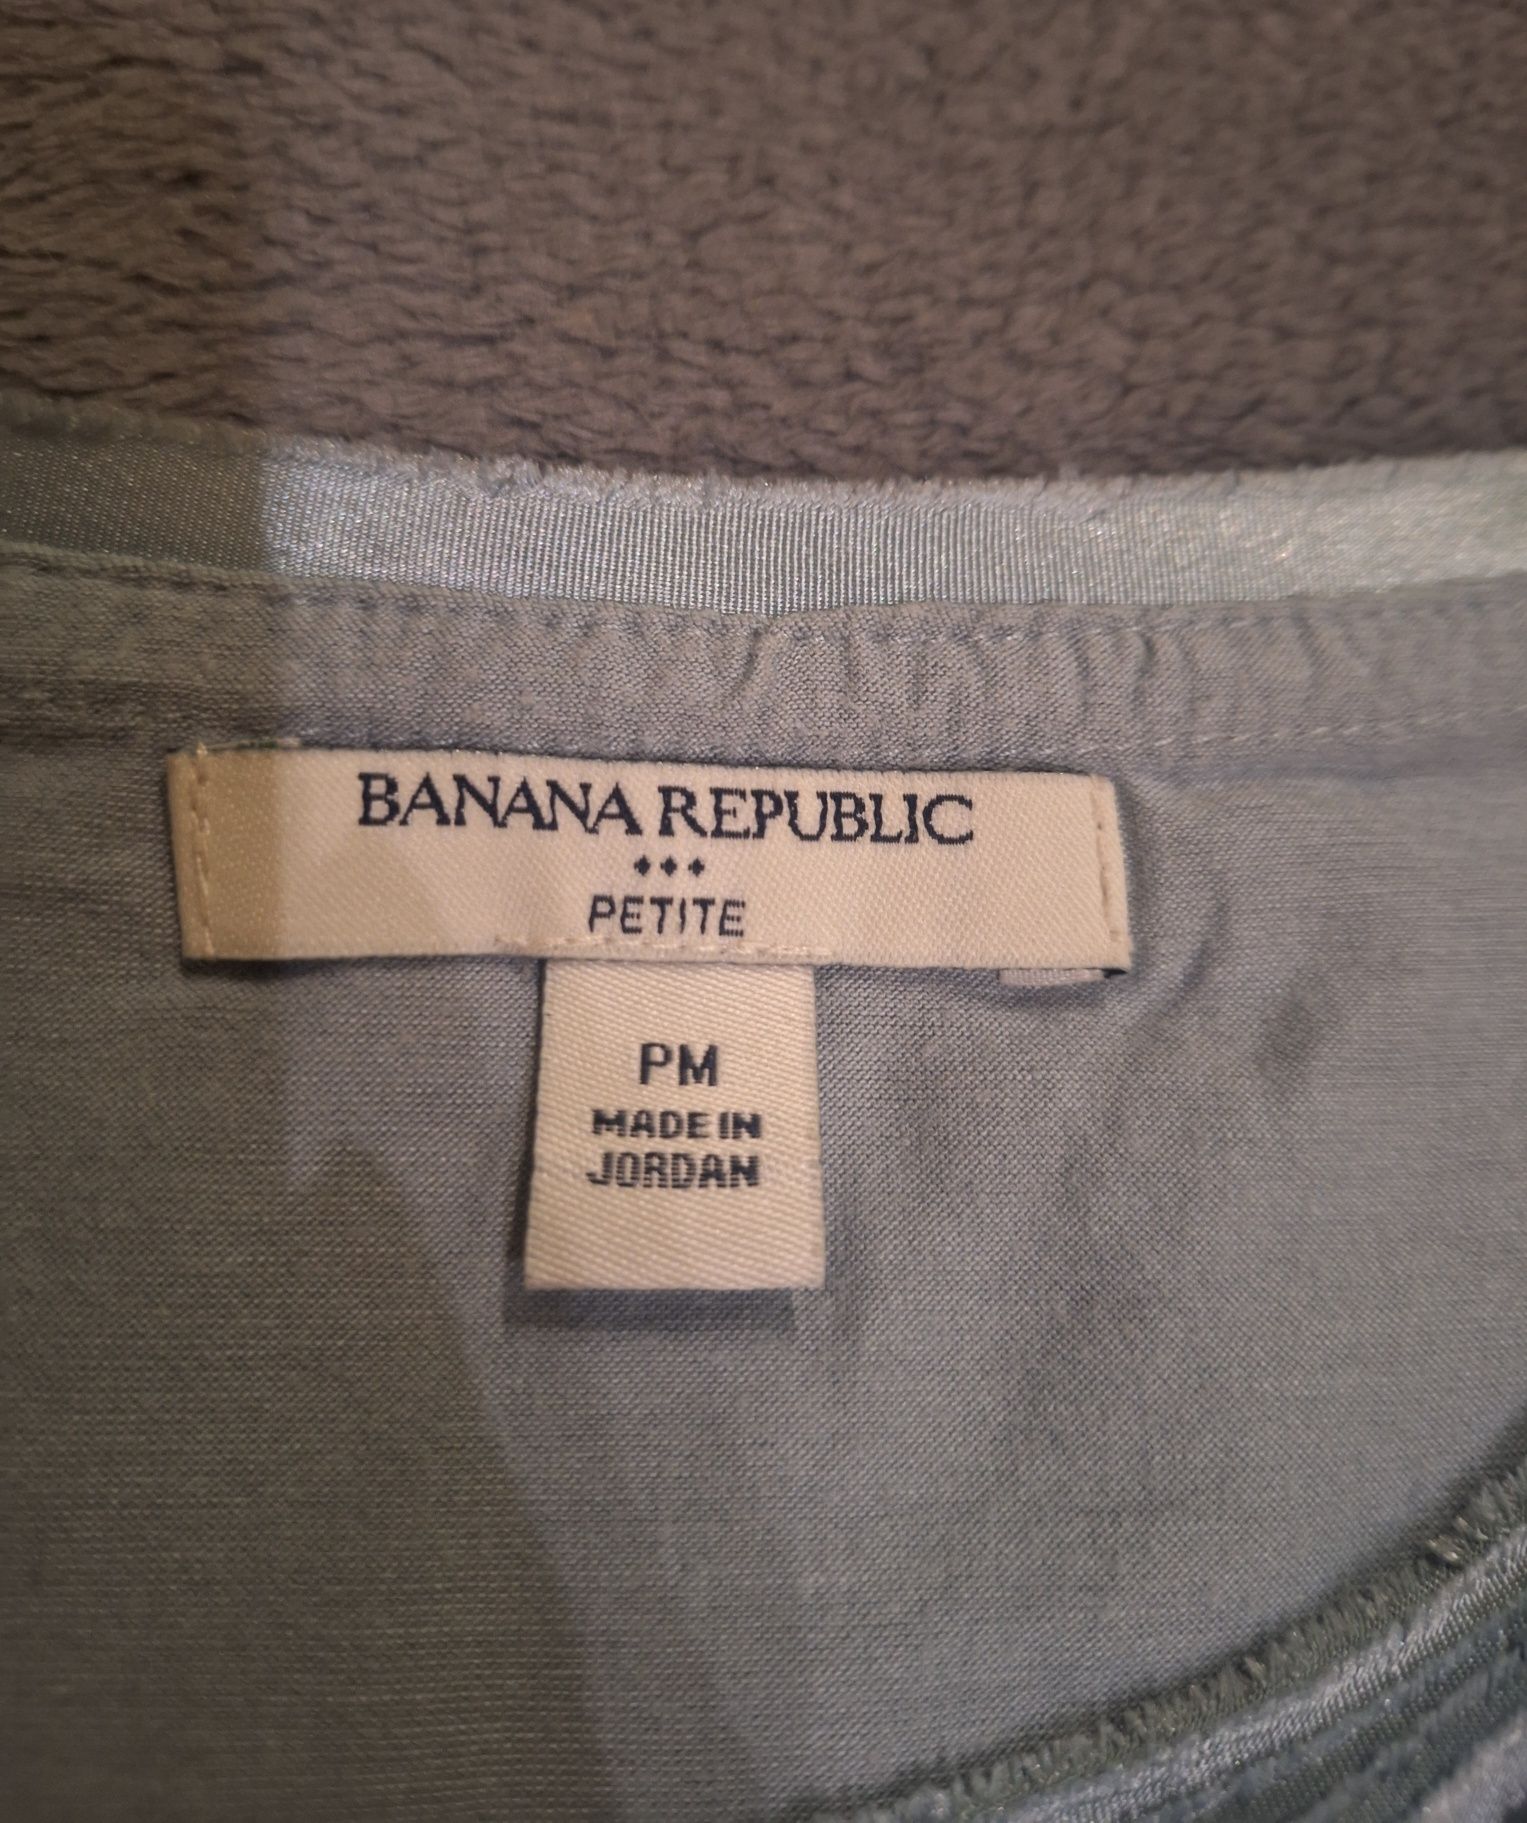 BANANA REPUBLIC
PETITE
PM
MADE IN
JORDAN